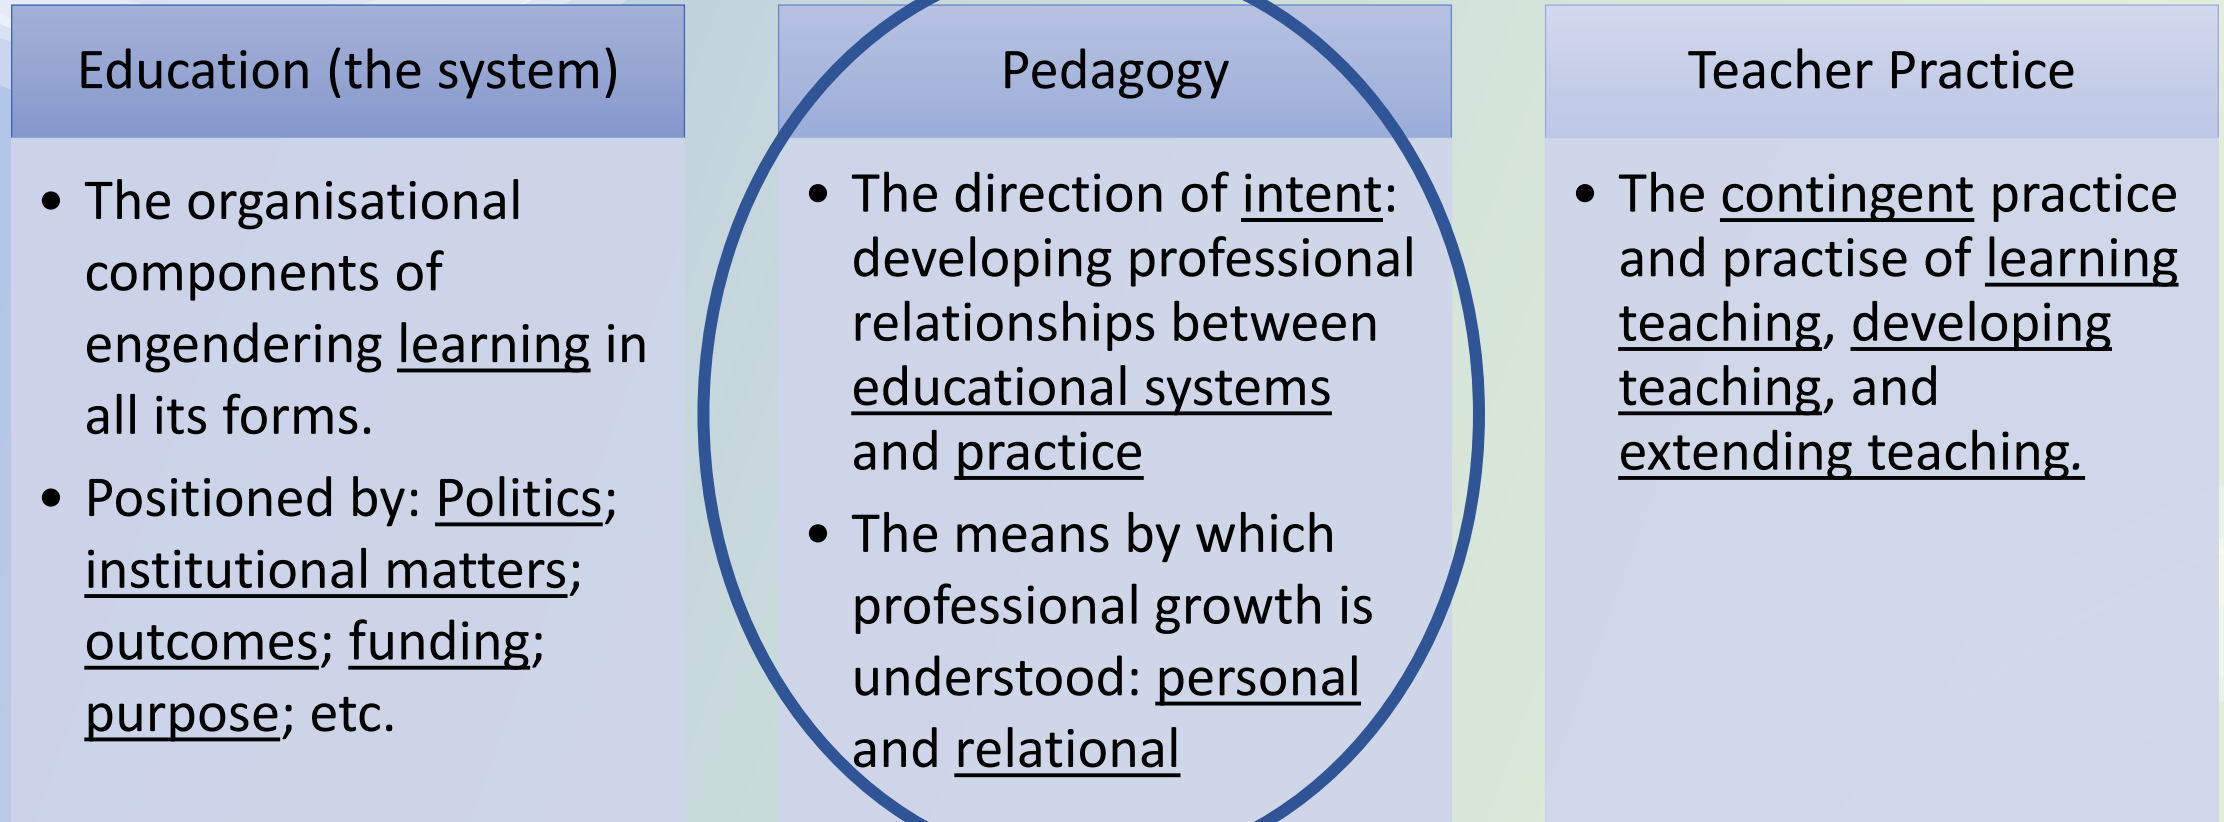 Education (the system)
• The organisational
components of
engendering learning in
all its forms.
• Positioned by: Politics;
institutional matters;
outcomes; funding;
purpose; etc.
Pedagogy
• The direction of intent:
developing professional
relationships between
educational systems
and practice
• The means by which
professional growth is
understood: personal
and relational
Teacher Practice
• The contingent practice
and practise of learning
teaching, developing
teaching, and
extending teaching.